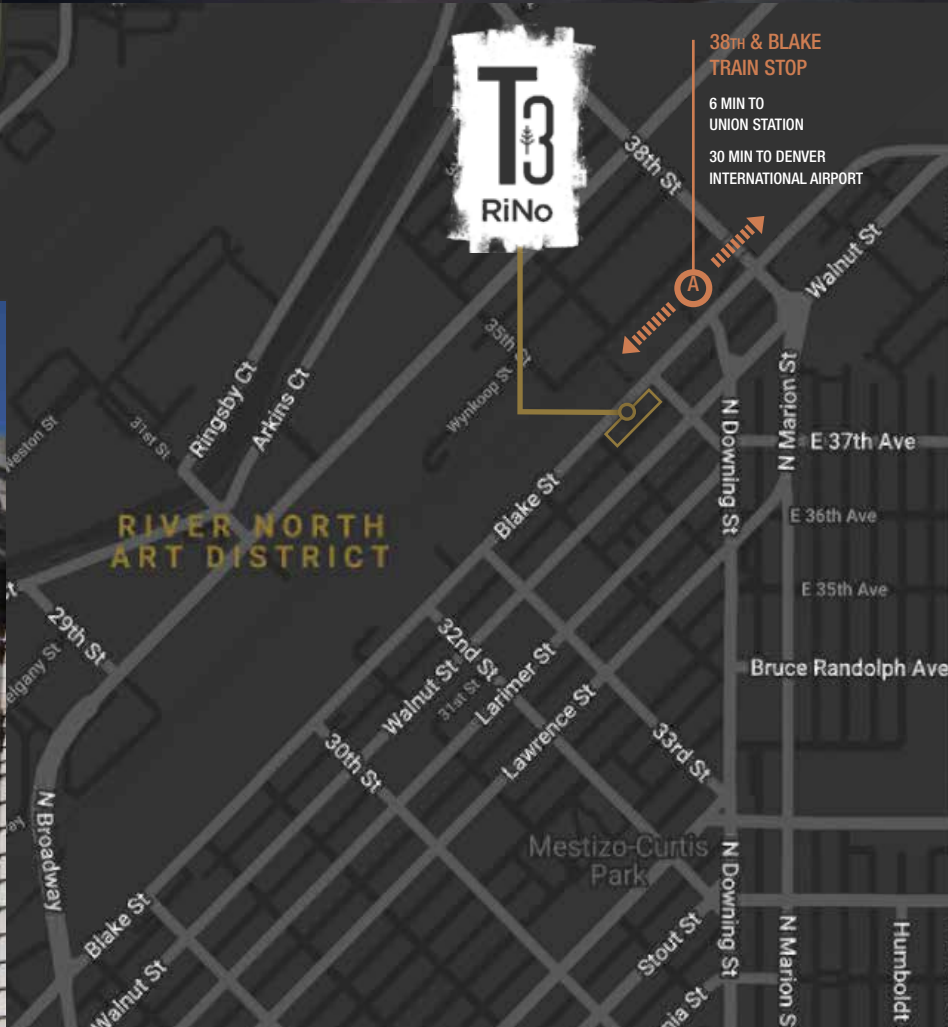 38TH & BLAKE
TRAIN STOP
6 MIN TO
UNION STATION
30 MIN TO DENVER
INTERNATIONAL AIRPORT
T3
RiNo
A
38th St
Walnut St
35th Ct
Wynkoop St
Ringsby Ct
Arkins Ct
31st St
N Downing St
N Marion St
E 37th Ave
E 36th Ave
E 35th Ave
Blake St
RIVER NORTH
ART DISTRICT
29th St
32nd St
Walnut St
31st St
Larimer St
Lawrence St
Bruce Randolph Ave
33rd St
30th St
N Broadway
Mestizo-Curtis
Park
N Downing St
Blake St
Walnut St
Stout St
N Marion S
Humboldt